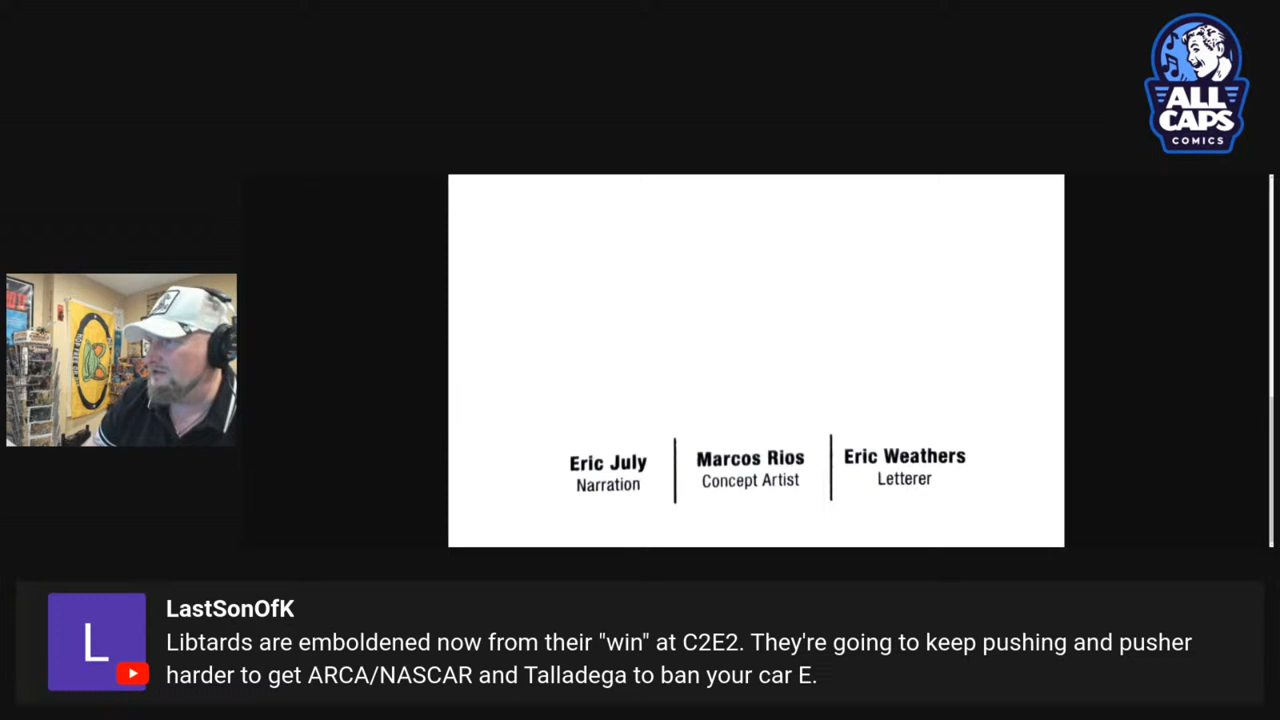 ALL
CAPS
COMICS
Eric July
Narration
Marcos Rios
Concept Artist
Eric Weathers
Letterer
L
LastSonOfK
Libtards are emboldened now from their "win" at C2E2. They're going to keep pushing and pusher
harder to get ARCA/NASCAR and Talladega to ban your car E.